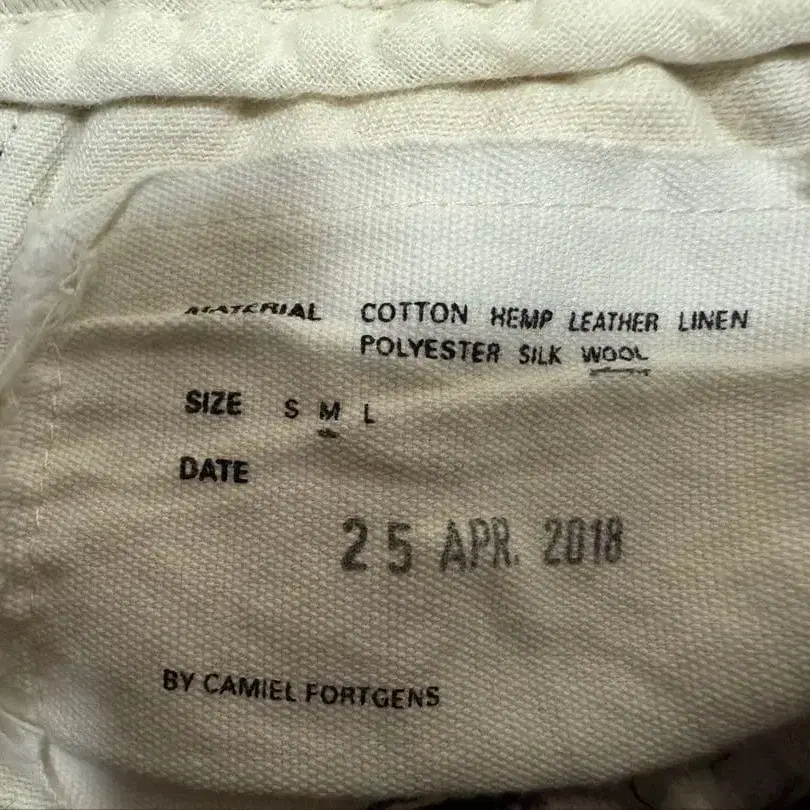 MATERIAL COTTON HEMP LEATHER LINEN
POLYESTER SILK WOOL
SIZE S M L
DATE
25 APR. 2018
BY CAMIEL FORTGENS